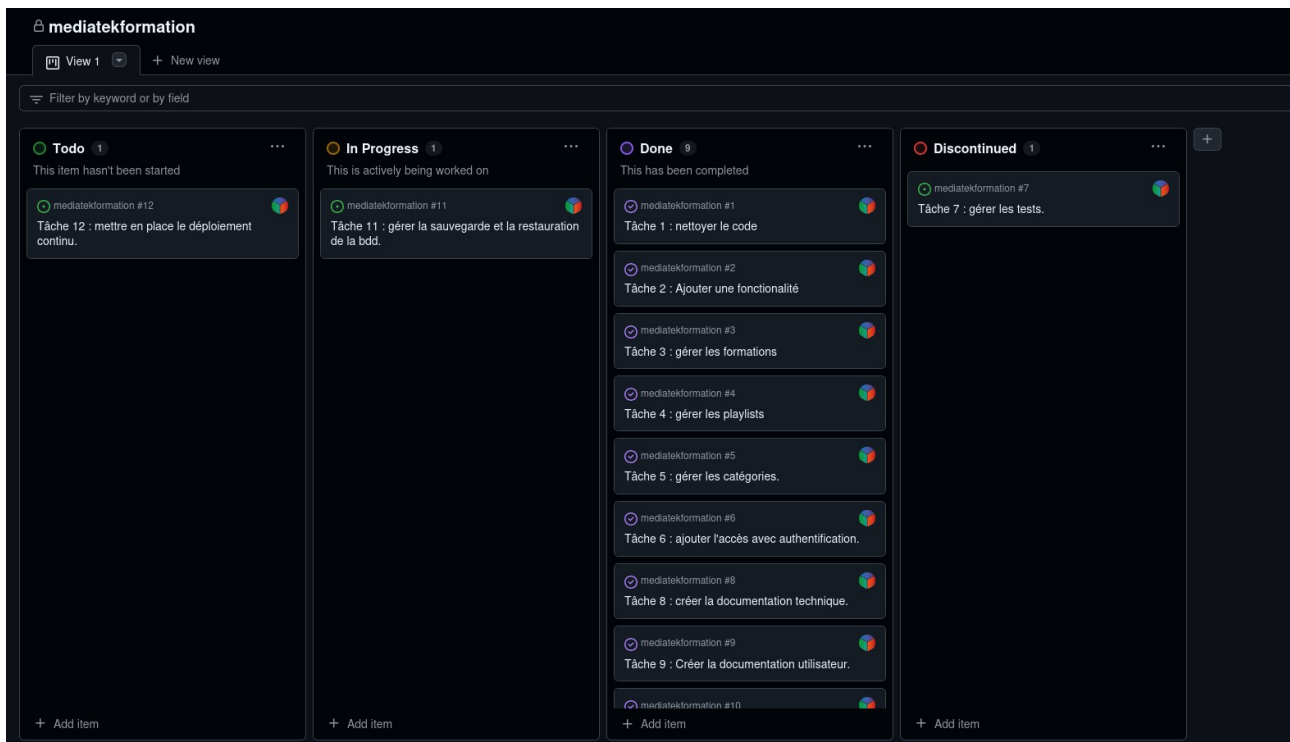 mediatekformation
View 1
+ New view
Filter by keyword or by field
Todo 1 ...
This item hasn't been started
mediatekformation #12
Tâche 12 : mettre en place le déploiement
continu.
+ Add item
In Progress 1 ...
This is actively being worked on
mediatekformation #11
Tâche 11 : gérer la sauvegarde et la restauration
de la bdd.
+ Add item
Done 9 ...
This has been completed
mediatekformation #1
Tâche 1 : nettoyer le code
mediatekformation #2
Tâche 2 : Ajouter une fonctionalité
mediatekformation #3
Tâche 3 : gérer les formations
mediatekformation #4
Tâche 4 : gérer les playlists
mediatekformation #5
Tâche 5 : gérer les catégories.
mediatekformation #6
Tâche 6 : ajouter l'accès avec authentification.
mediatekformation #8
Tâche 8 : créer la documentation technique.
mediatekformation #9
Tâche 9 : Créer la documentation utilisateur.
mediatekformation #10
+ Add item
Discontinued 1 ...
mediatekformation #7
Tâche 7 : gérer les tests.
+ Add item
+